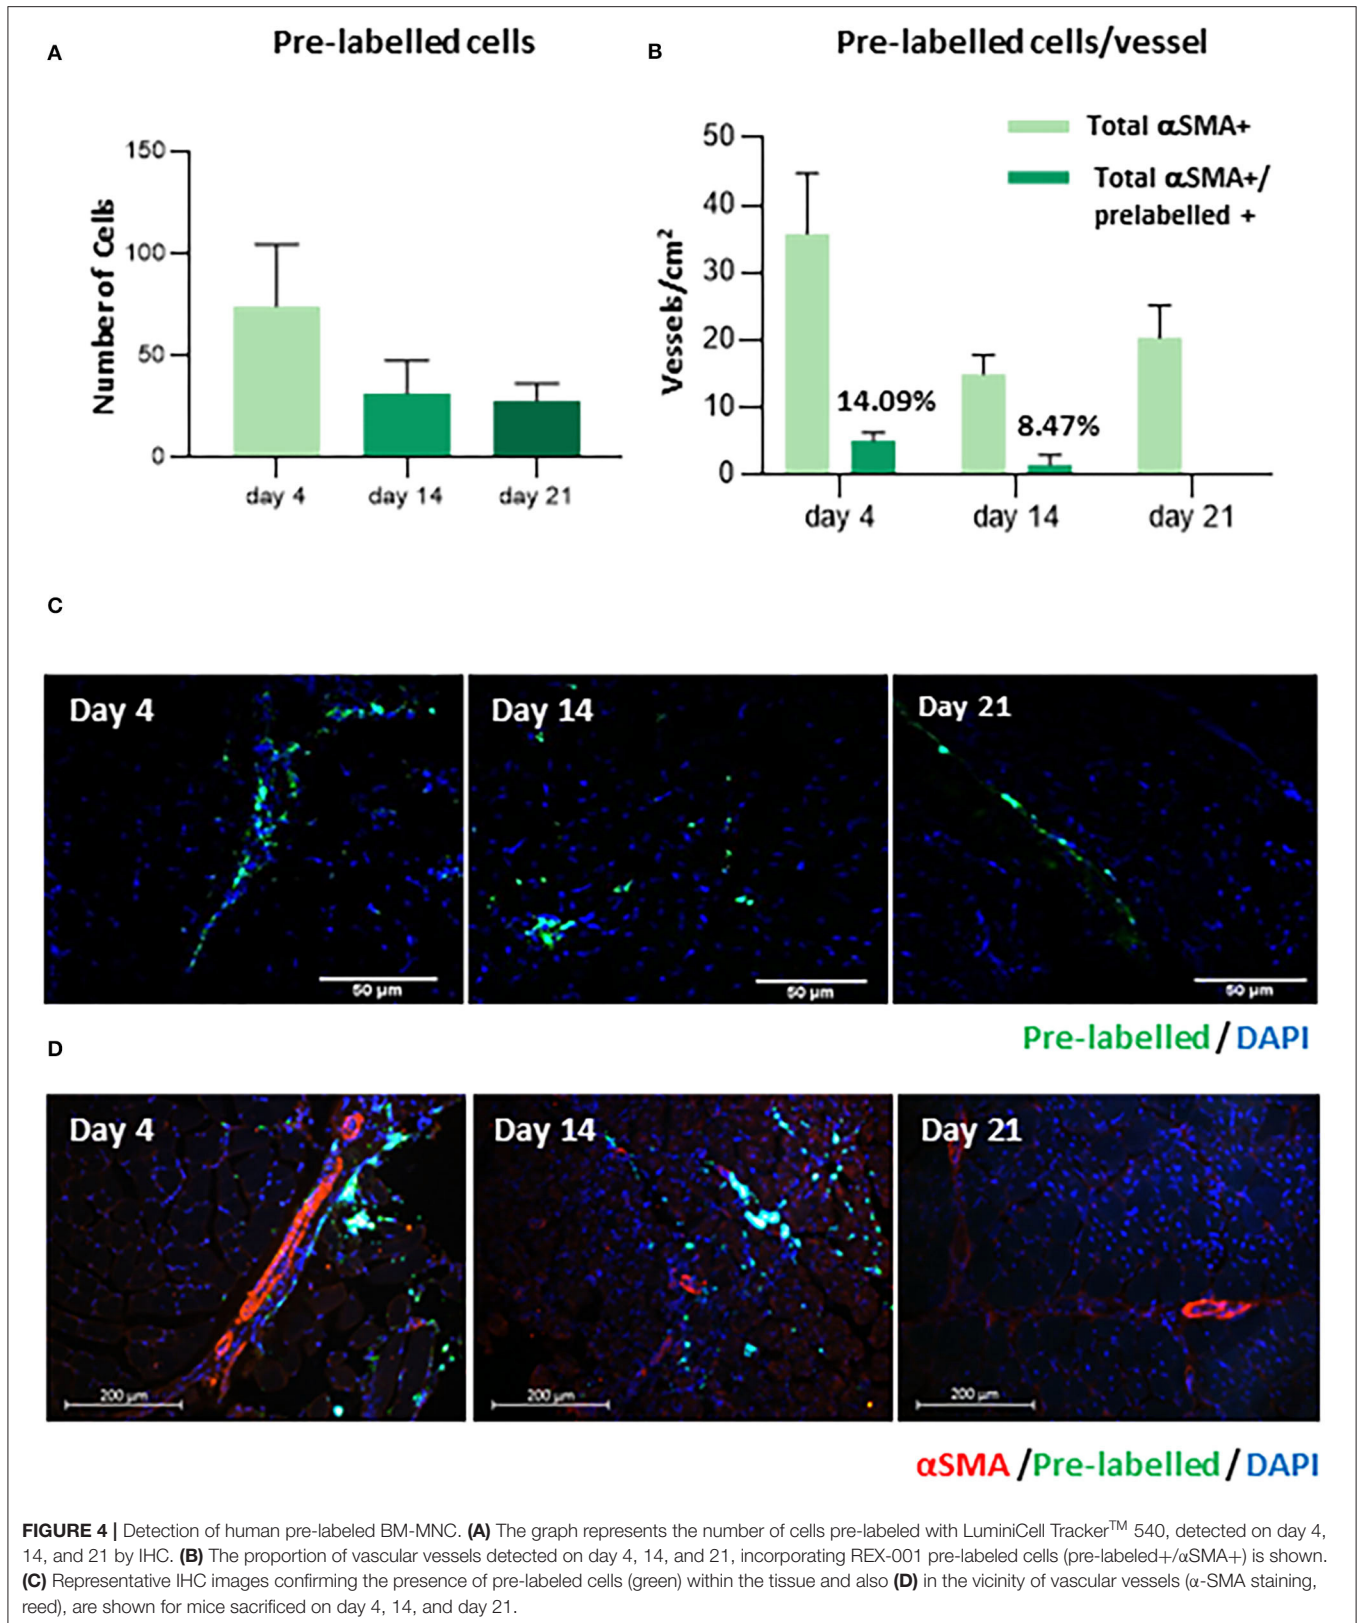 A
Pre-labelled cells
150
100
50
0
Number of Cells
day 4
day 14
day 21
B
Pre-labelled cells/vessel
Total αSMA+
Total αSMA+/
prelabelled +
50
40
30
20
10
0
Vessels/cm²
14.09%
8.47%
day 4
day 14
day 21
C
Day 4
Day 14
Day 21
50 µm
50 µm
50 µm
Pre-labelled / DAPI
D
Day 4
Day 14
Day 21
200 µm
200 µm
200 µm
αSMA /Pre-labelled / DAPI
FIGURE 4 | Detection of human pre-labeled BM-MNC. (A) The graph represents the number of cells pre-labeled with LuminiCell Tracker™ 540, detected on day 4,
14, and 21 by IHC. (B) The proportion of vascular vessels detected on day 4, 14, and 21, incorporating REX-001 pre-labeled cells (pre-labeled+/αSMA+) is shown.
(C) Representative IHC images confirming the presence of pre-labeled cells (green) within the tissue and also (D) in the vicinity of vascular vessels (α-SMA staining,
reed), are shown for mice sacrificed on day 4, 14, and day 21.